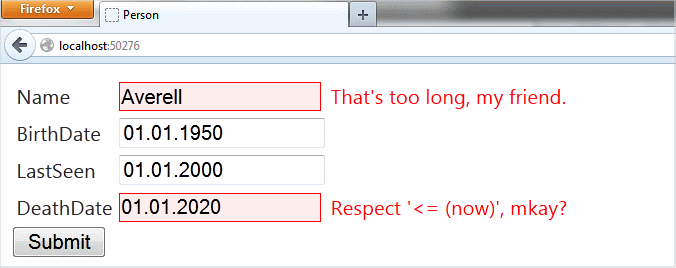 Firefox
Person
localhost:50276
Name Averell That's too long, my friend.
BirthDate 01.01.1950
LastSeen 01.01.2000
DeathDate 01.01.2020 Respect '<= (now)', mkay?
Submit